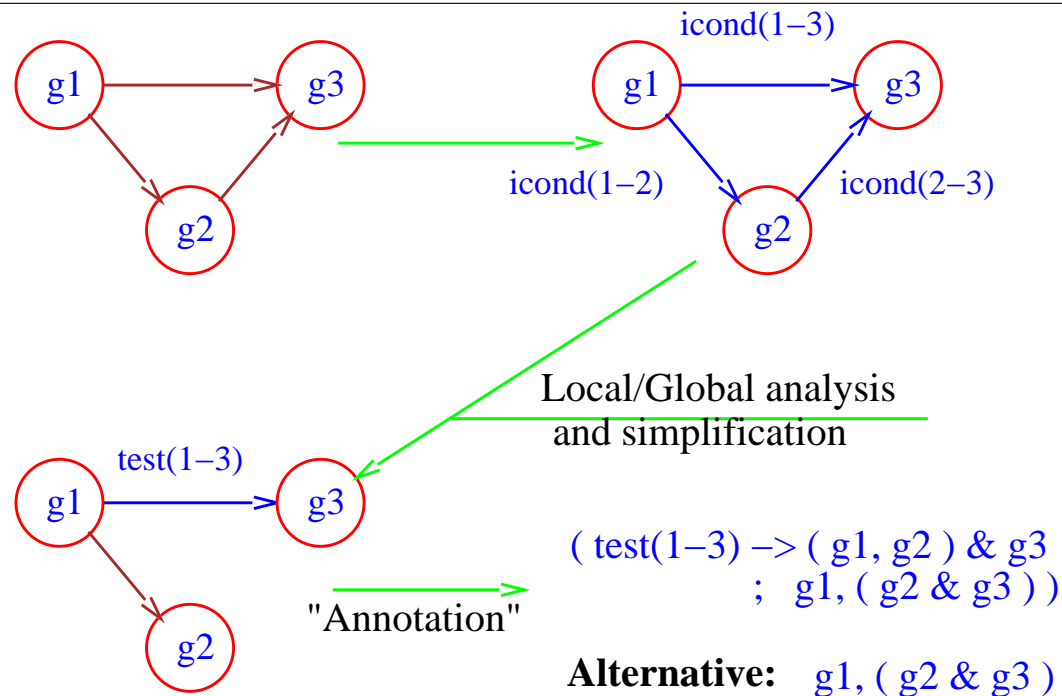 icond(1−3)
g1
g3
g1
g3
icond(1−2)
icond(2−3)
g2
g2
Local/Global analysis
and simplification
test(1−3)
g1
g3
( test(1−3) −> ( g1, g2 ) & g3
; g1, ( g2 & g3 ) )
"Annotation"
g2
Alternative: g1, ( g2 & g3 )